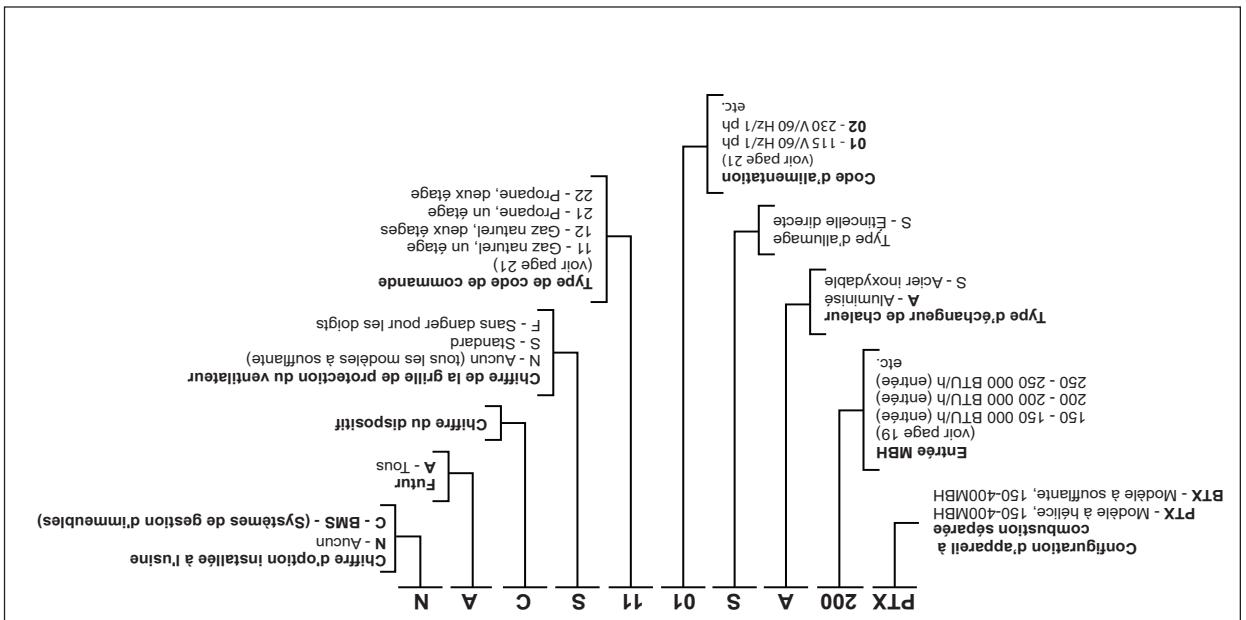 PTX 200 A S 01 11 S C A N
Configuration d'appareil à
combustion séparée
PTX - Modèle à hélice, 150-400MBH
BTX - Modèle à soufflante, 150-400MBH
Entrée MBH
(voir page 19)
150 - 150 000 BTU/h (entrée)
200 - 200 000 BTU/h (entrée)
250 - 250 000 BTU/h (entrée)
etc.
Type d'échangeur de chaleur
A - Aluminisé
S - Acier inoxydable
Type d'allumage
S - Étincelle directe
Code d'alimentation
(voir page 21)
01 - 115 V/60 Hz/1 ph
02 - 230 V/60 Hz/1 ph
etc.
Type de code de commande
(voir page 21)
11 - Gaz naturel, un étage
12 - Gaz naturel, deux étages
21 - Propane, un étage
22 - Propane, deux étage
Chiffre de la grille de protection du ventilateur
N - Aucun (tous les modèles à soufflante)
S - Standard
F - Sans danger pour les doigts
Chiffre du dispositif
Futur
A - Tous
Chiffre d'option installée à l'usine
N - Aucun
C - BMS - (Systèmes de gestion d'immeubles)